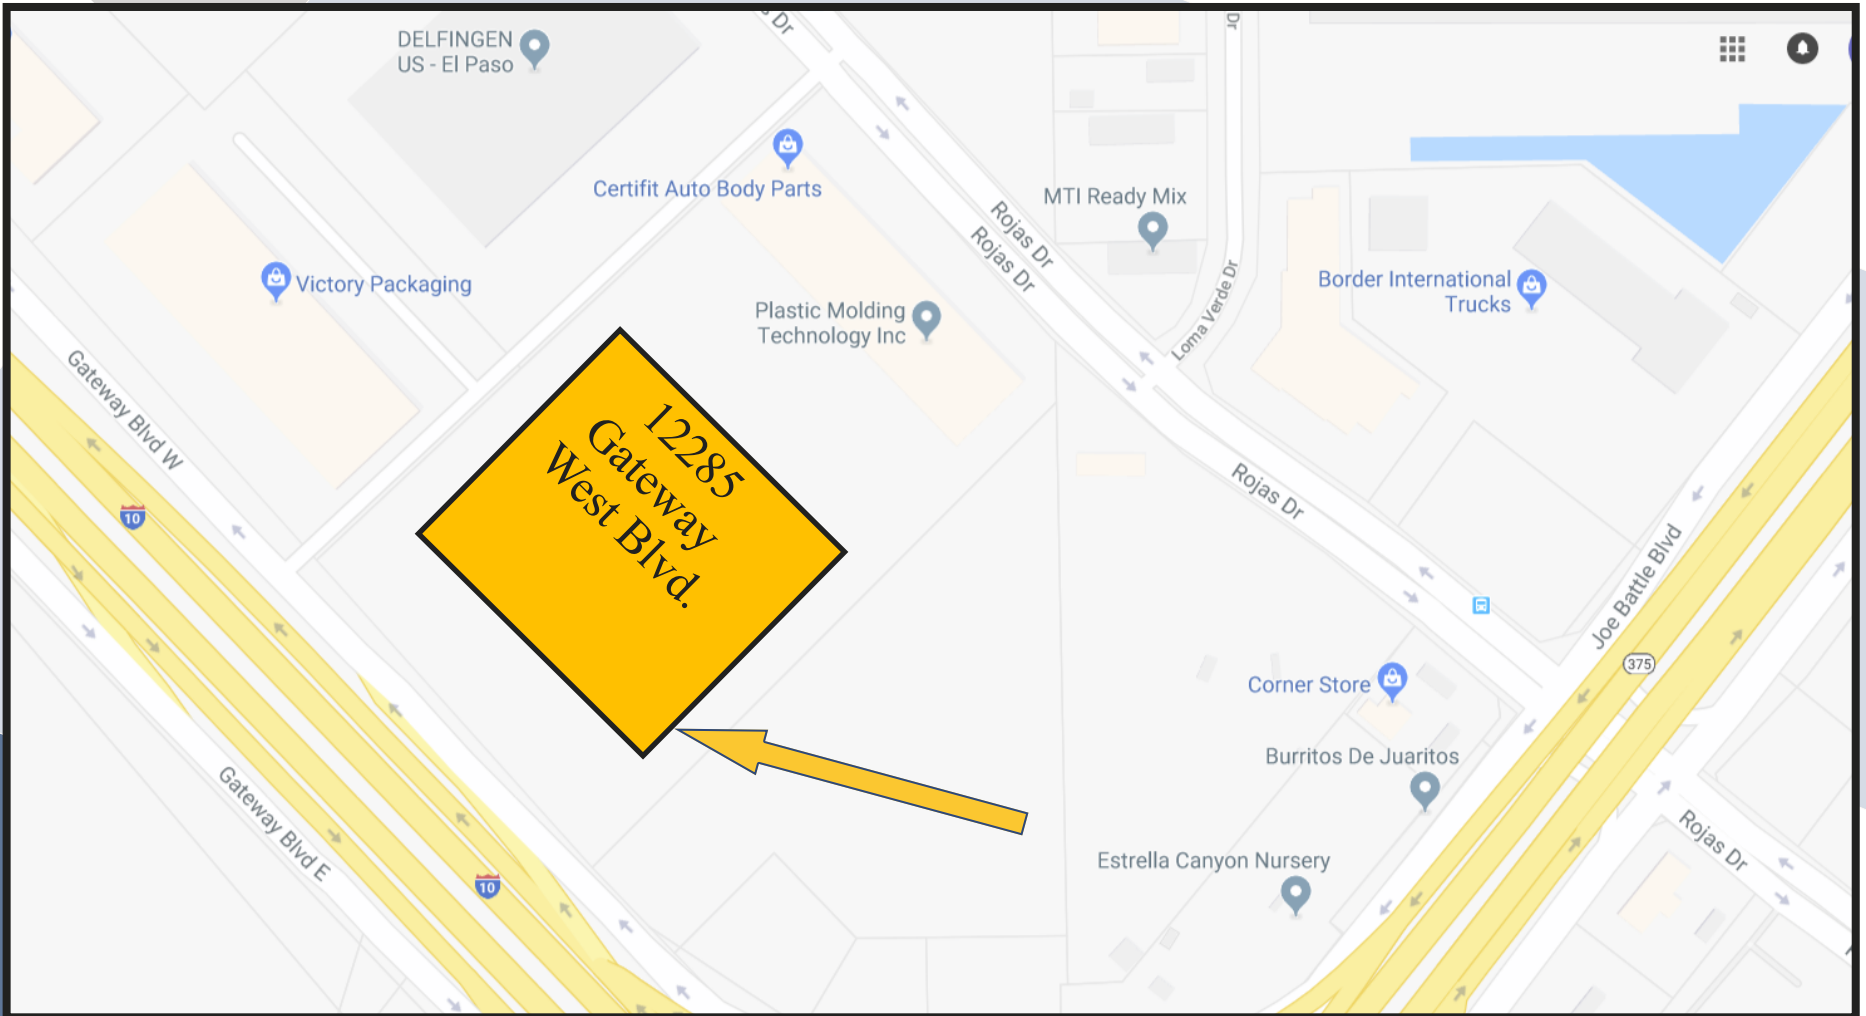 DELFINGEN
US - El Paso
s Dr
Dr
Certifit Auto Body Parts
MTI Ready Mix
Rojas Dr
Rojas Dr
Loma Verde Dr
Border International
Trucks
Victory Packaging
Plastic Molding
Technology Inc
Gateway Blvd W
12285
Gateway
West Blvd.
Rojas Dr
10
Joe Battle Blvd
375
Corner Store
Burritos De Juaritos
Gateway Blvd E
10
Rojas Dr
Estrella Canyon Nursery